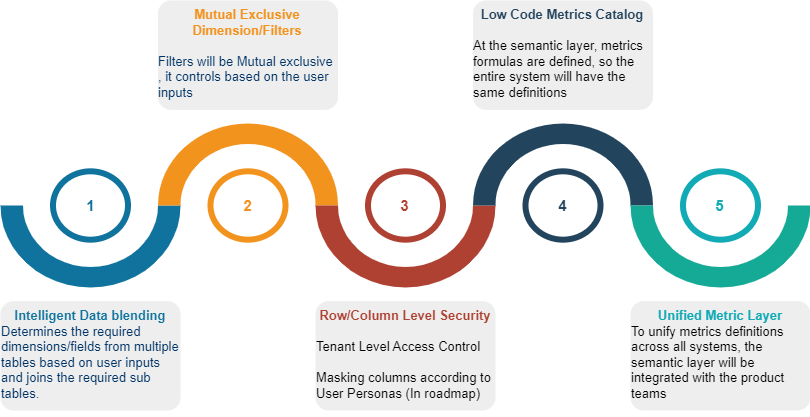 Mutual Exclusive
Dimension/Filters
Filters will be Mutual exclusive
, it controls based on the user
inputs
Low Code Metrics Catalog
At the semantic layer, metrics
formulas are defined, so the
entire system will have the
same definitions
1
2
3
4
5
Intelligent Data blending
Determines the required
dimensions/fields from multiple
tables based on user inputs
and joins the required sub
tables.
Row/Column Level Security
Tenant Level Access Control
Masking columns according to
User Personas (In roadmap)
Unified Metric Layer
To unify metrics definitions
across all systems, the
semantic layer will be
integrated with the product
teams